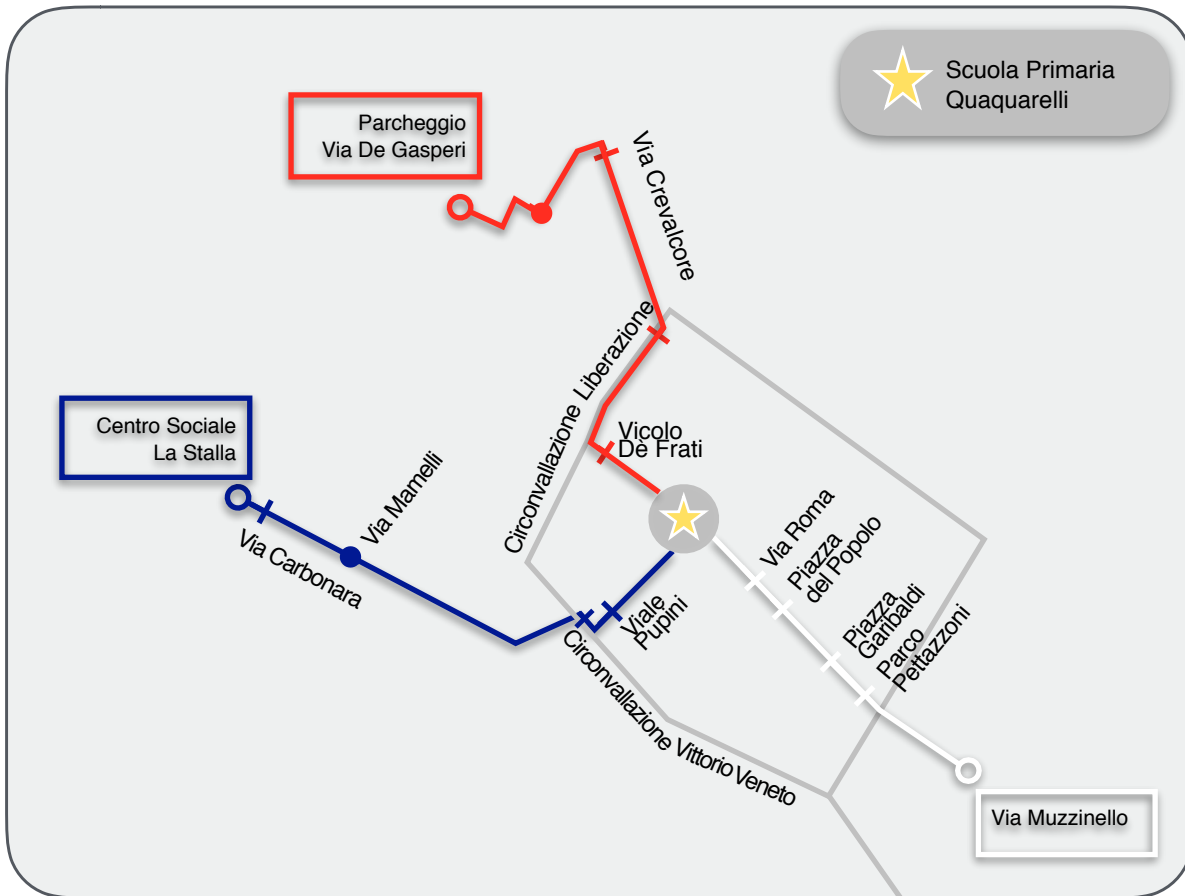 Scuola Primaria
Quaquarelli
Parcheggio
Via De Gasperi
Via Crevalcore
Circonvallazione Liberazione
Vicolo
Dè Frati
Centro Sociale
La Stalla
Via Mamelli
Via Carbonara
Viale
Pupini
Via Roma
Piazza
del Popolo
Piazza
Garibaldi
Parco
Pettazzoni
Circonvallazione Vittorio Veneto
Via Muzzinello